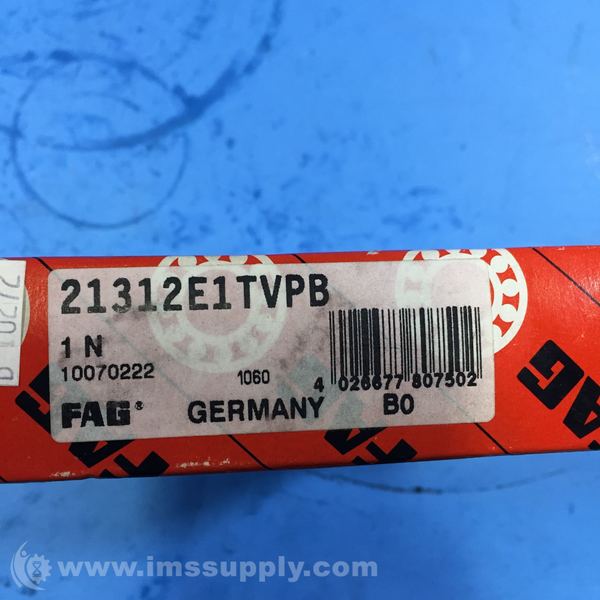 21312E1TVPB
1 N
10070222
1060
4 026677 807502
FAG® GERMANY B0
FAG
www.imssupply.com